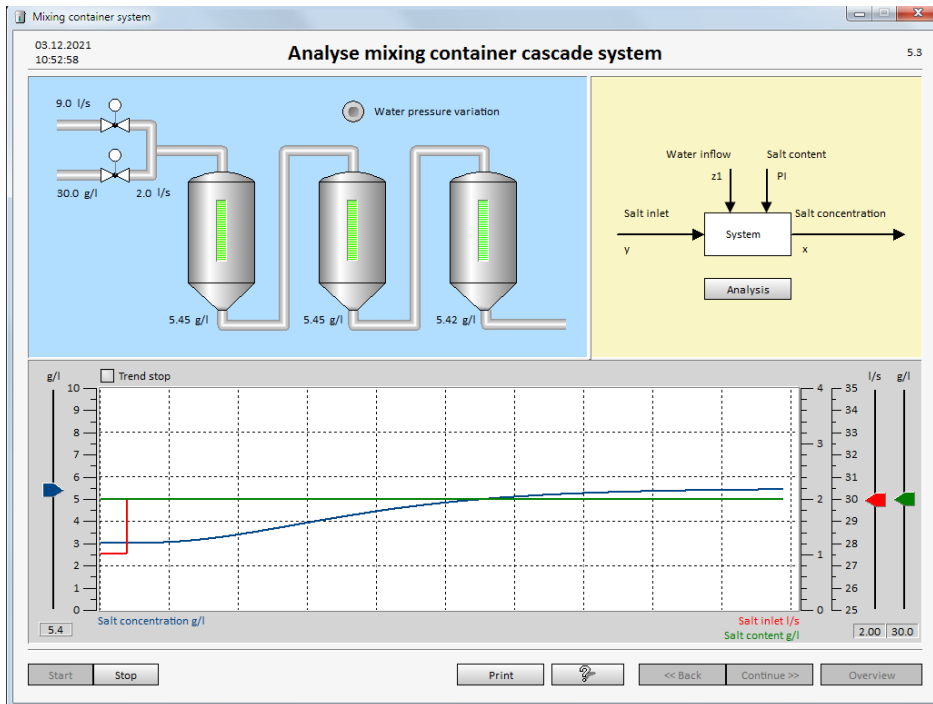 Mixing container system
03.12.2021
10:52:58
Analyse mixing container cascade system
5.3
9.0 l/s
Water pressure variation
30.0 g/l
2.0 l/s
5.45 g/l
5.45 g/l
5.42 g/l
Water inflow
Salt content
z1
PI
Salt inlet
Salt concentration
System
y
x
Analysis
g/l
Trend stop
l/s
g/l
10
9
8
7
6
5
4
3
2
1
0
4
3
2
1
0
35
34
33
32
31
30
29
28
27
26
25
Salt concentration g/l
Salt inlet l/s
Salt content g/l
5.4
2.00
30.0
Start
Stop
Print
?
<< Back
Continue >>
Overview